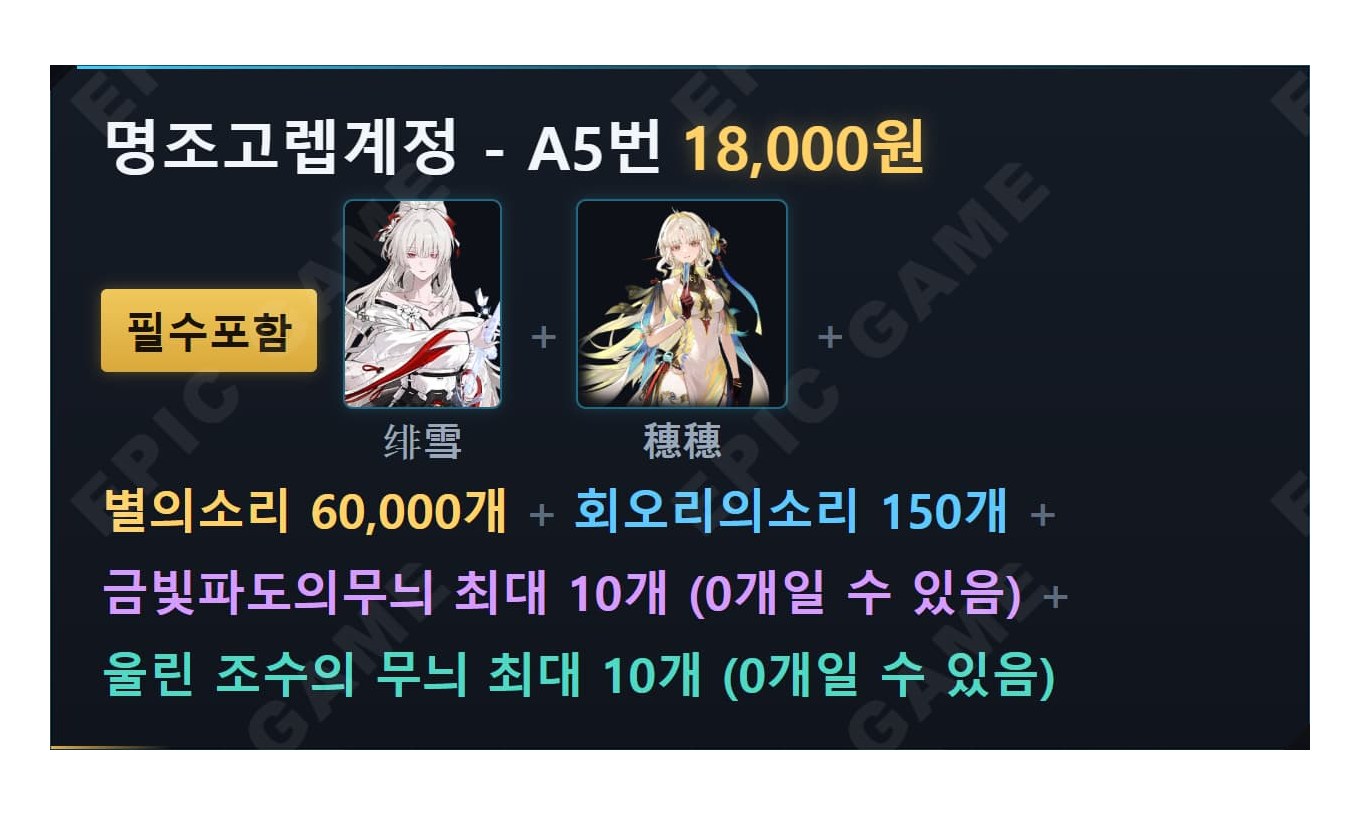 명조고렙계정 - A5번 18,000원
필수포함 + +
绯雪 穗穗
별의소리 60,000개 + 회오리의소리 150개 +
금빛파도의무늬 최대 10개 (0개일 수 있음) +
울린 조수의 무늬 최대 10개 (0개일 수 있음)
EPIC GAME